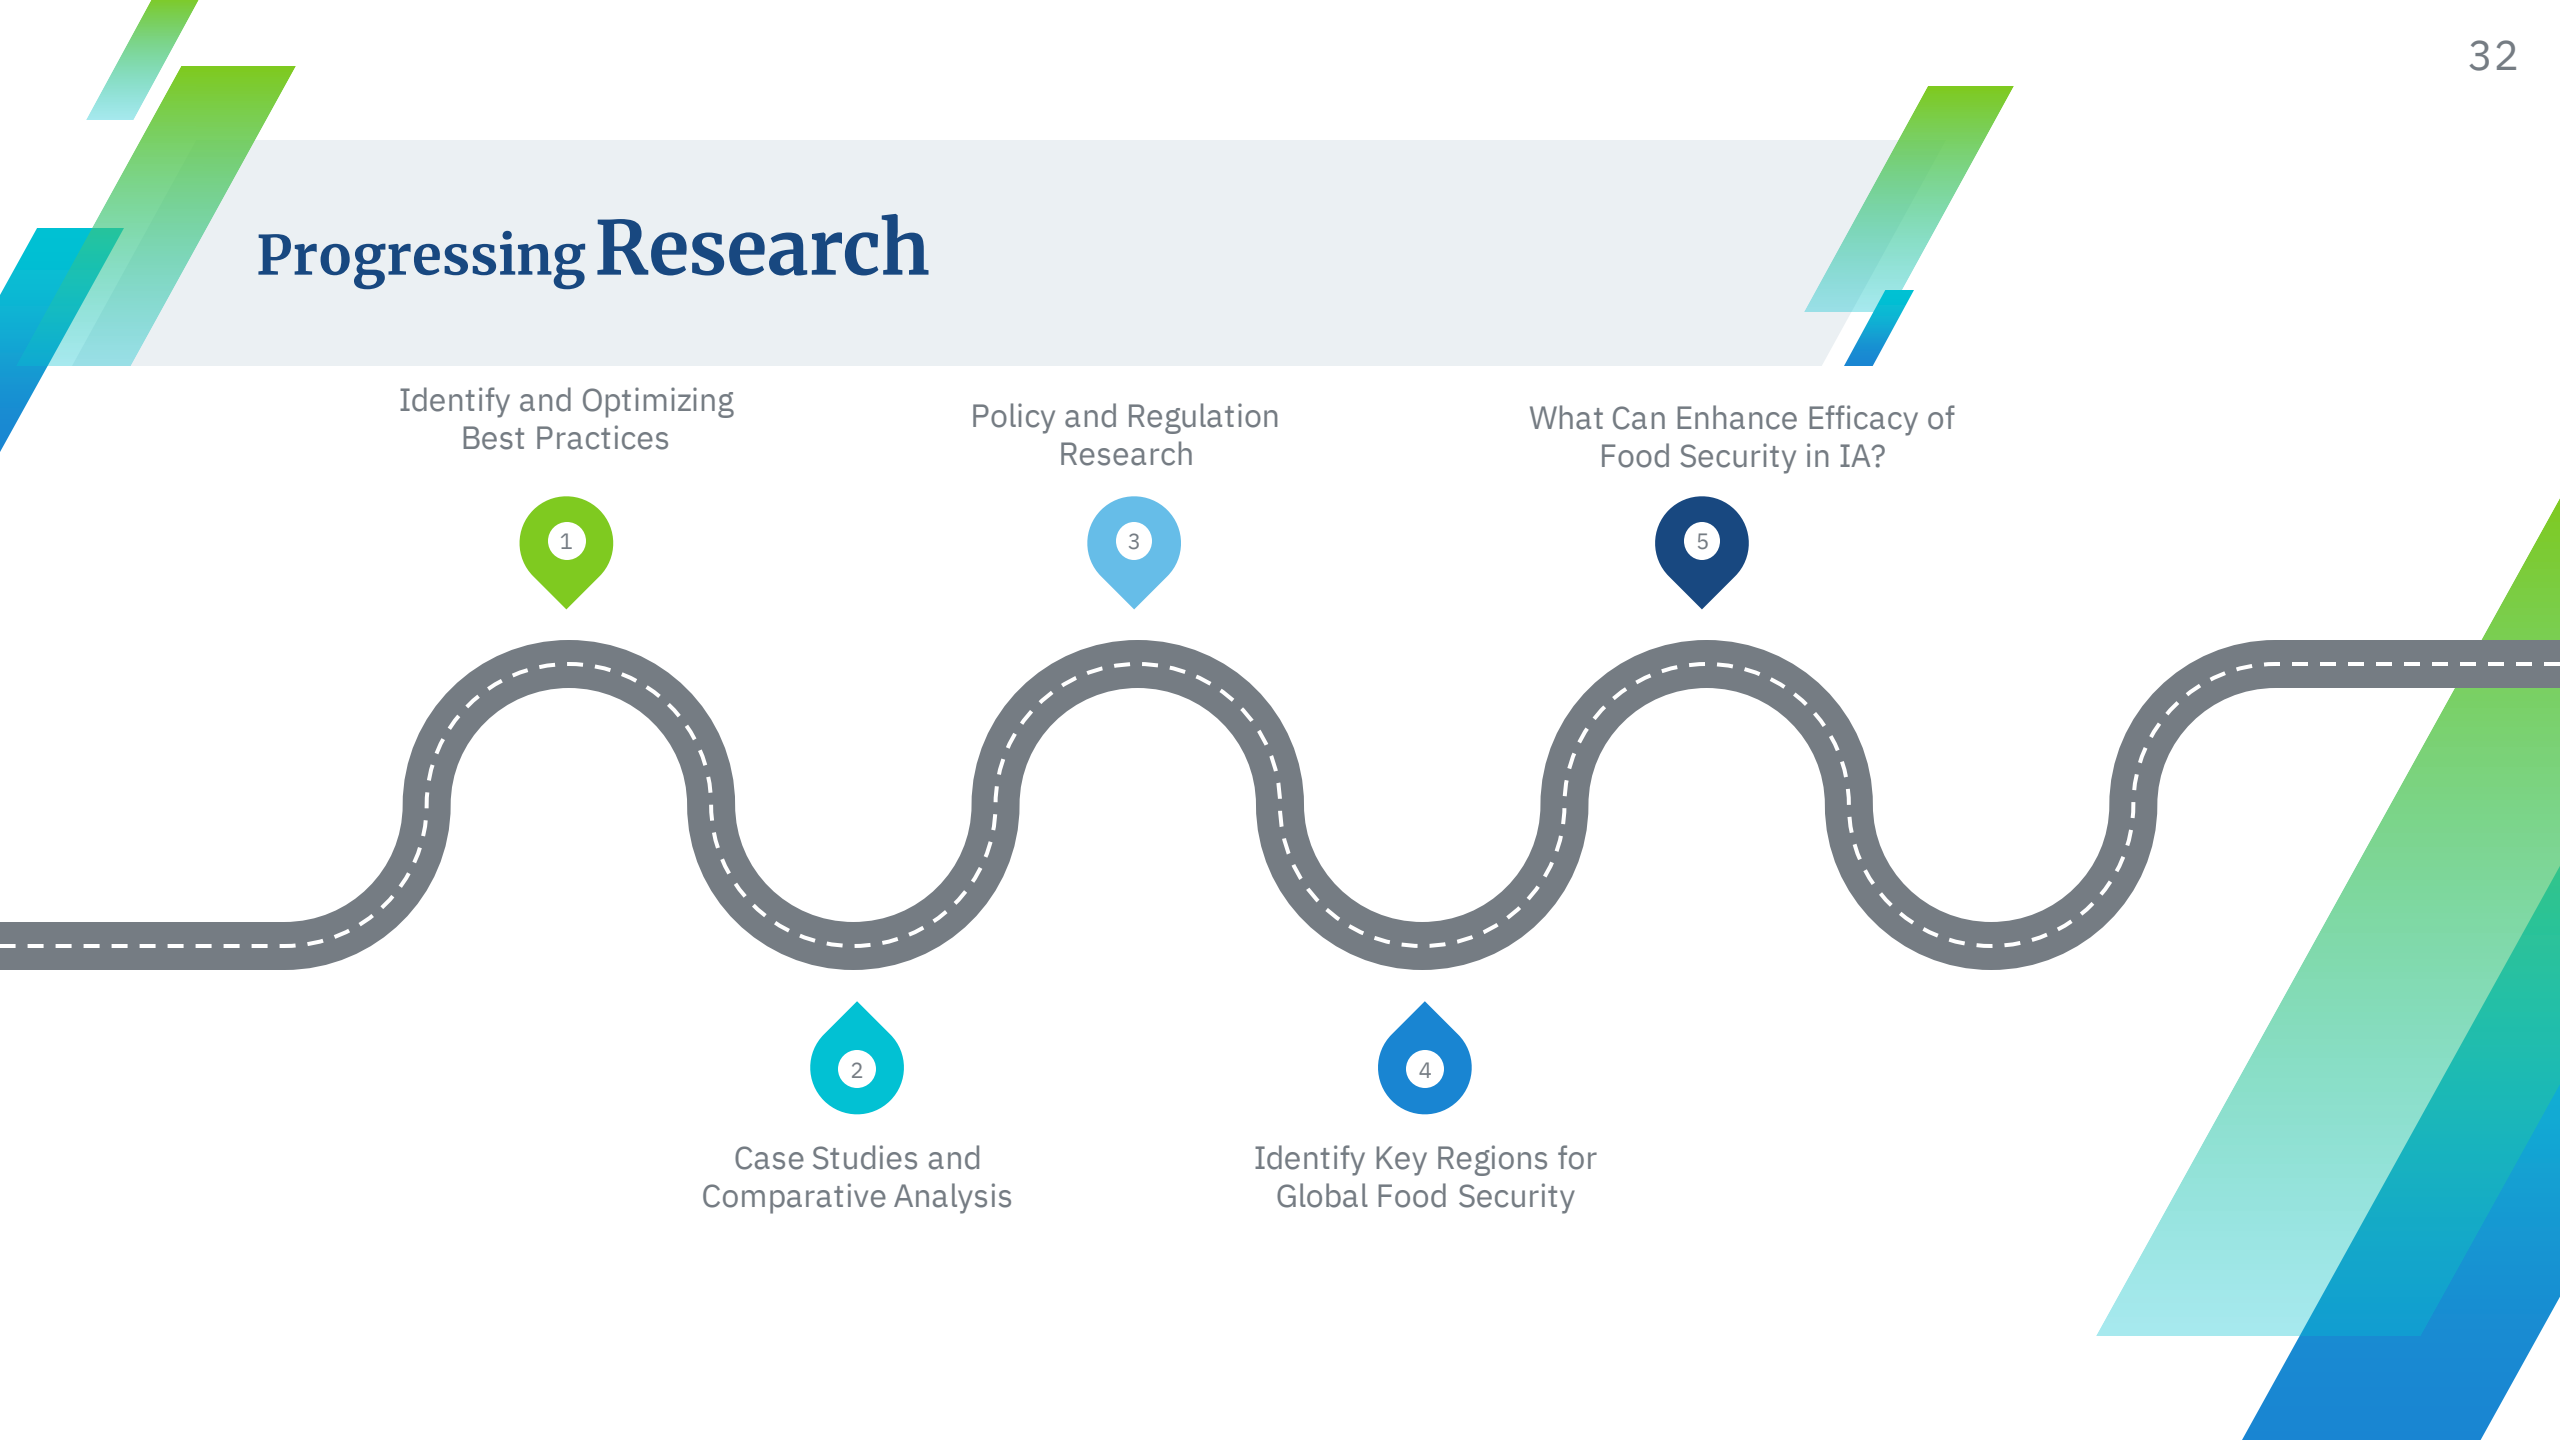 32
Progressing Research
Identify and Optimizing
Best Practices
Policy and Regulation
Research
What Can Enhance Efficacy of
Food Security in IA?
1
3
5
2
4
Case Studies and
Comparative Analysis
Identify Key Regions for
Global Food Security